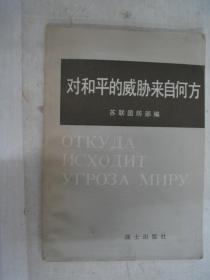 对和平的威胁来自何方
苏联国防部编
ОТКУДА
ИСХОДИТ
УГРОЗА МИРУ
战士出版社